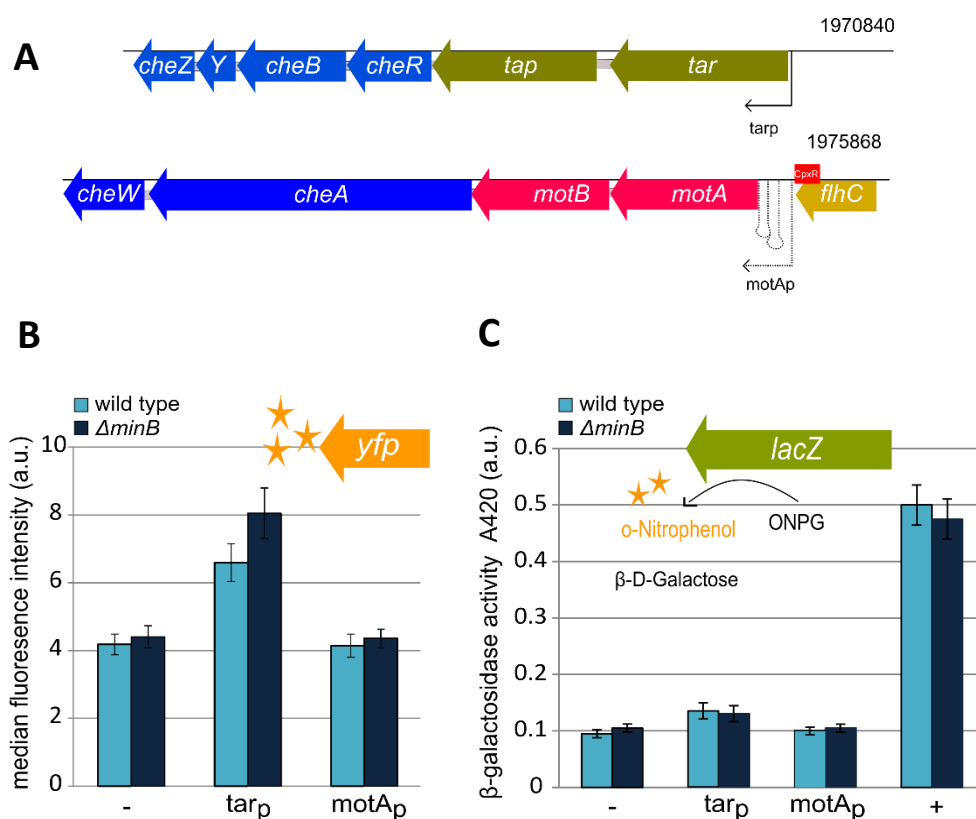 A
1970840
cheZ Y cheB cheR tap tar
tarp
1975868
cheW cheA motB motA CpxR flhC
motAp
B
wild type
ΔminB
yfp
median fluoresence intensity (a.u.)
10
8
6
4
2
0
- tarp motAp
C
wild type
ΔminB
lacZ
o-Nitrophenol ONPG
β-D-Galactose
β-galactosidase activity A420 (a.u.)
0.6
0.5
0.4
0.3
0.2
0.1
0
- tarp motAp +